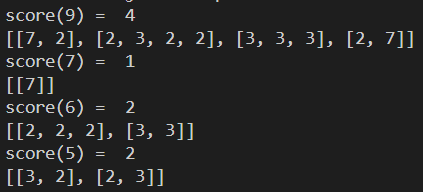 score(9) =  4
[[7, 2], [2, 3, 2, 2], [3, 3, 3], [2, 7]]
score(7) =  1
[[7]]
score(6) =  2
[[2, 2, 2], [3, 3]]
score(5) =  2
[[3, 2], [2, 3]]